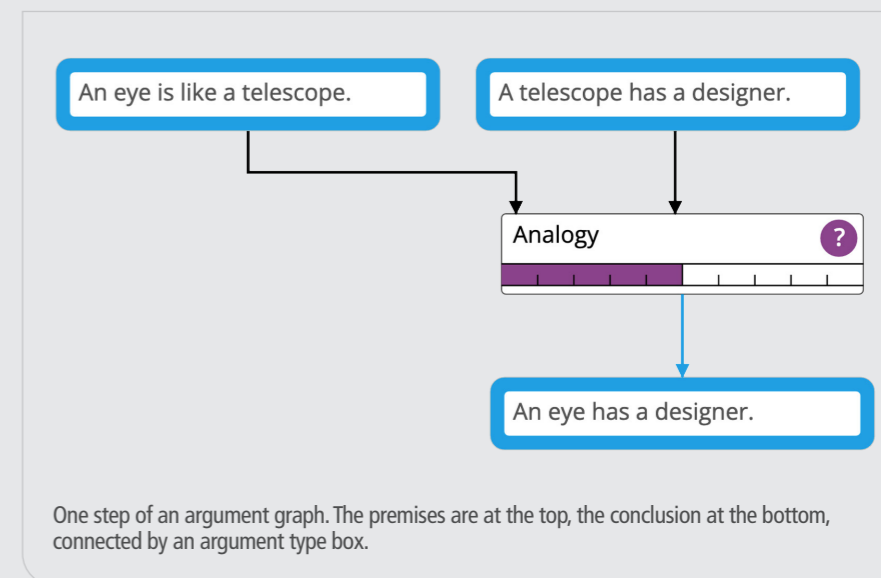 An eye is like a telescope.
A telescope has a designer.
Analogy
?
An eye has a designer.
One step of an argument graph. The premises are at the top, the conclusion at the bottom,
connected by an argument type box.